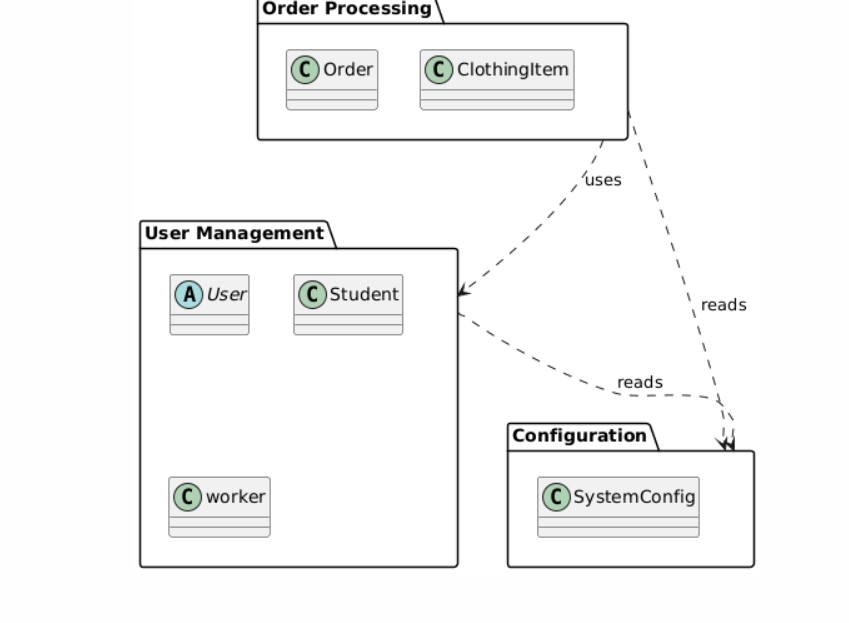 Order Processing
C Order
C ClothingItem
uses
User Management
A User
C Student
reads
reads
C worker
Configuration
C SystemConfig